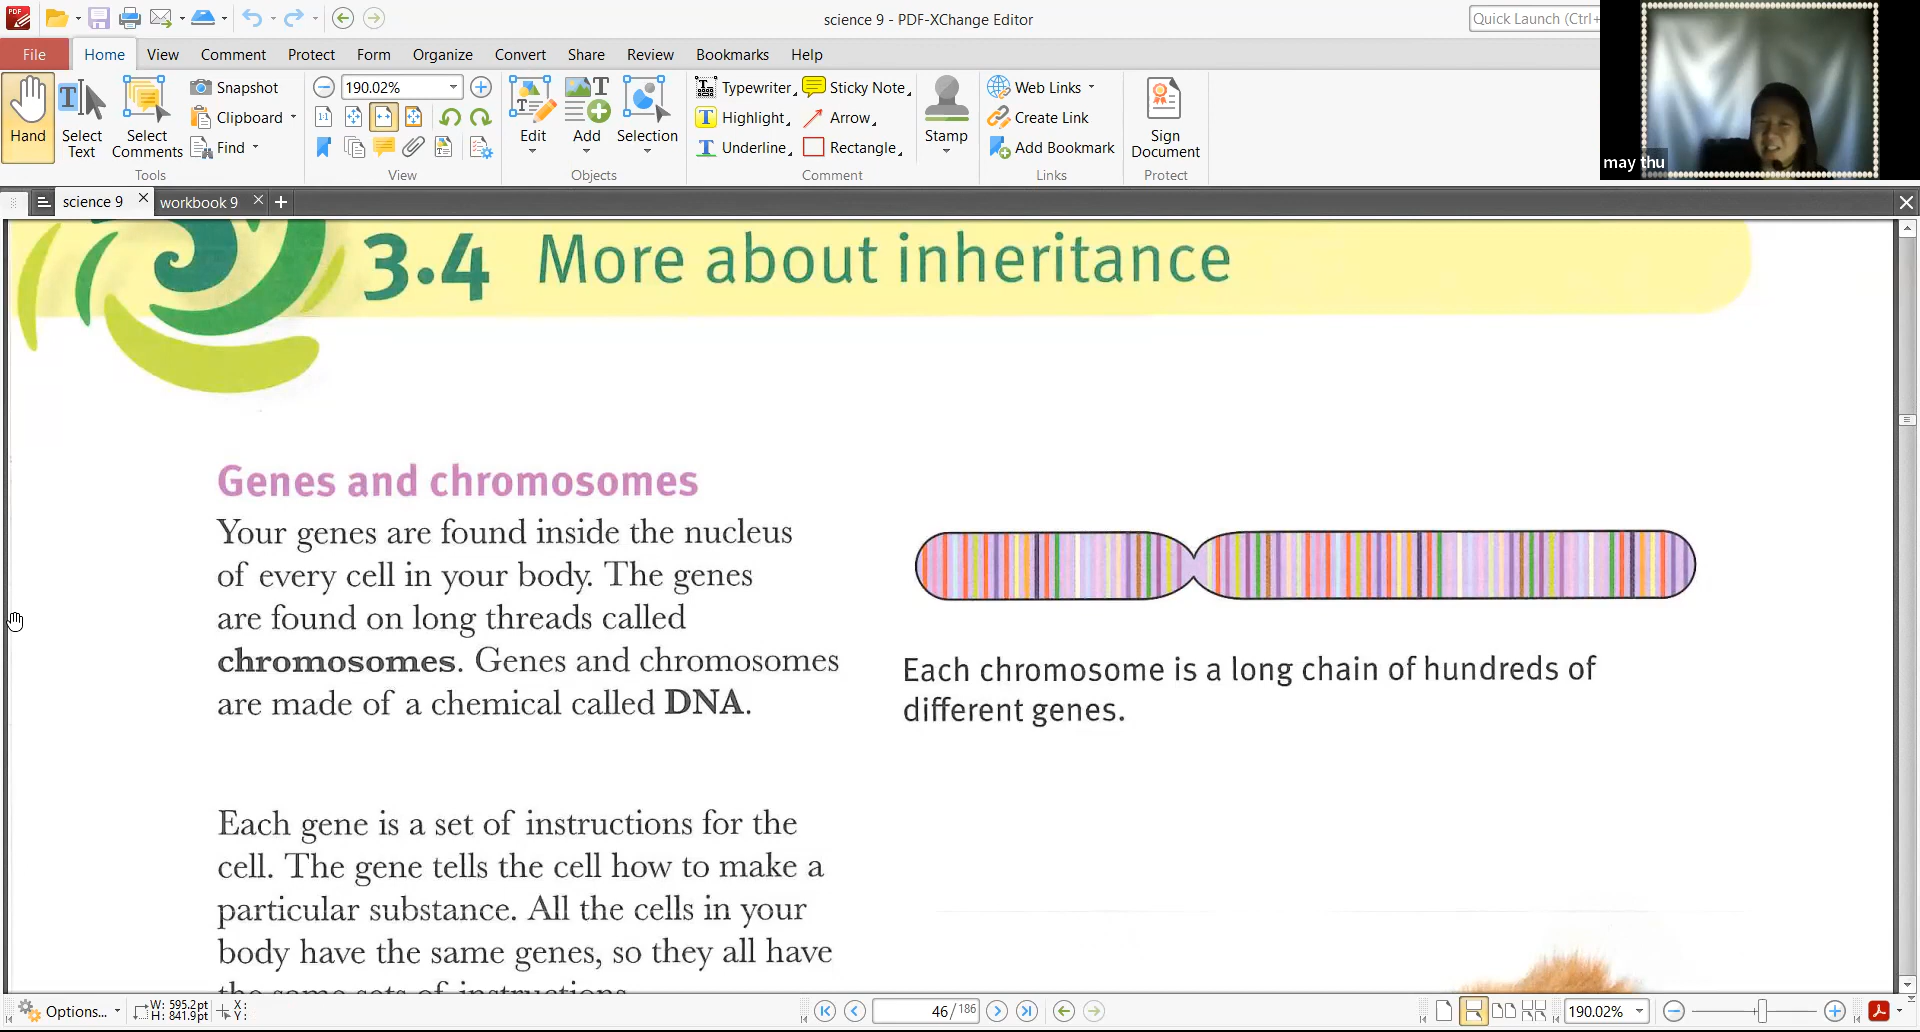 science 9 - PDF-XChange Editor
Quick Launch (Ctrl+
File Home View Comment Protect Form Organize Convert Share Review Bookmarks Help
Hand
Select Text
Select Comments
Snapshot
Clipboard
Find
Tools
190.02%
View
Edit
Add
Selection
Objects
Typewriter
Sticky Note
Highlight
Arrow
Underline
Rectangle
Stamp
Comment
Web Links
Create Link
Add Bookmark
Links
Sign Document
Protect
may thu
science 9
workbook 9
3.4 More about inheritance
Genes and chromosomes
Your genes are found inside the nucleus
of every cell in your body. The genes
are found on long threads called
chromosomes. Genes and chromosomes
are made of a chemical called DNA.
Each chromosome is a long chain of hundreds of
different genes.
Each gene is a set of instructions for the
cell. The gene tells the cell how to make a
particular substance. All the cells in your
body have the same genes, so they all have
the same sets of instructions.
Options...
W: 595.2pt
H: 841.9pt
X:
Y:
46 / 186
190.02%